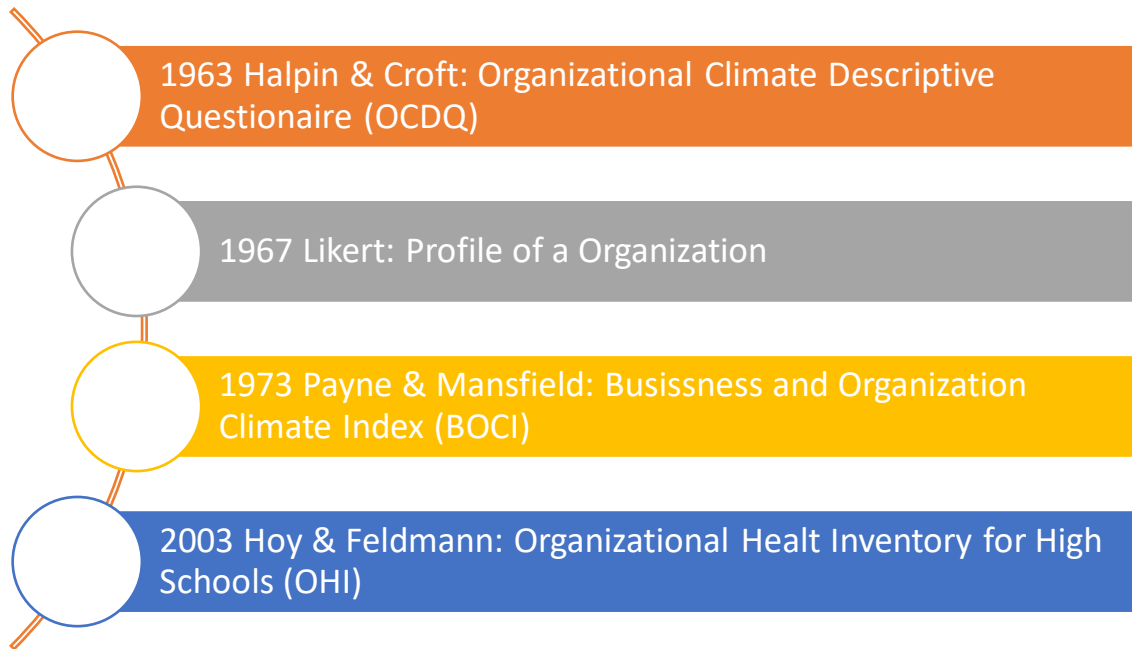 1963 Halpin & Croft: Organizational Climate Descriptive
Questionaire (OCDQ)
1967 Likert: Profile of a Organization
1973 Payne & Mansfield: Busissness and Organization
Climate Index (BOCI)
2003 Hoy & Feldmann: Organizational Healt Inventory for High
Schools (OHI)